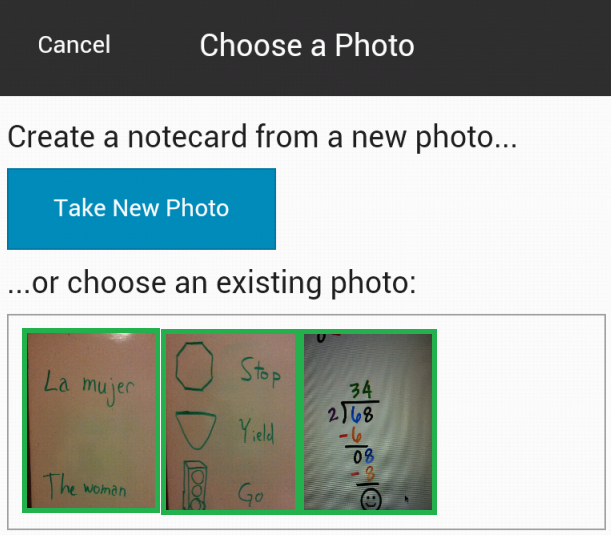 Cancel
Choose a Photo
Create a notecard from a new photo...
Take New Photo
...or choose an existing photo:
La mujer
The woman
Stop
Yield
Go
34
2)68
-6
08
-8